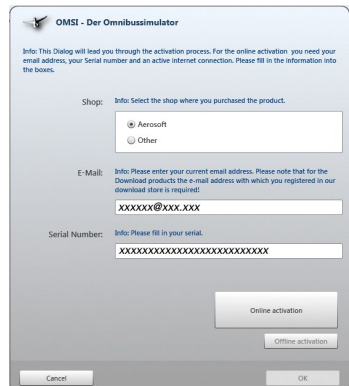 OMSI - Der Omnibussimulator
Info: This Dialog will lead you through the activation process. For the online activation you need your
email address, your Serial number and an active internet connection. Please fill in the information into
the boxes.
Shop:
Info: Select the shop where you purchased the product.
Aerosoft
Other
E-Mail:
Info: Please enter your current email address. Please note that for the
Download products the e-mail address with which you registered in our
download store is required!
XXXXXX@XXX.XXX
Serial Number:
Info: Please fill in your serial.
XXXXXXXXXXXXXXXXXXXXXXXXXX
Online activation
Offline activation
Cancel
OK